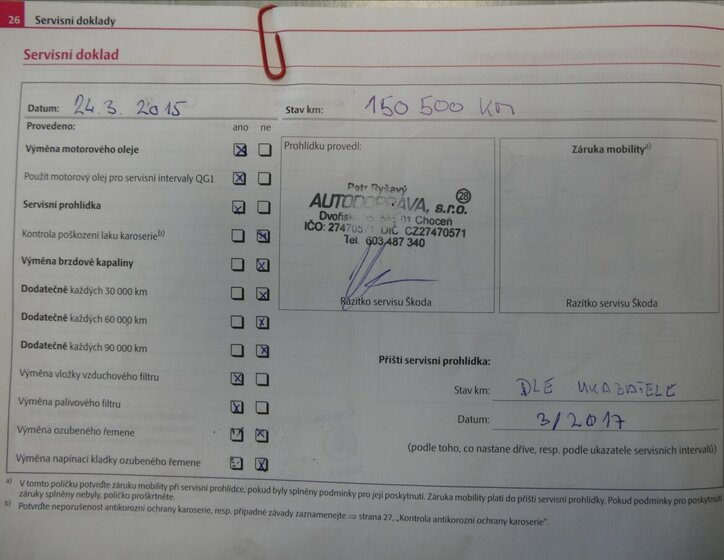 26 Servisní doklady
Servisní doklad
Datum: 24.3. 2015
Stav km: 150 500 KM
Provedeno: ano ne
Výměna motorového oleje
Použit motorový olej pro servisní intervaly QG1
Servisní prohlídka
Kontrola poškození laku karoserie b)
Výměna brzdové kapaliny
Dodatečně každých 30 000 km
Dodatečně každých 60 000 km
Dodatečně každých 90 000 km
Výměna vložky vzduchového filtru
Výměna palivového filtru
Výměna ozubeného řemene
Výměna napínací kladky ozubeného řemene
Prohlídku provedl:
Petr Ryšavý
AUTODOPRAVA, s.r.o. 28
01 Choceň
DIČ CZ27470571
Tel. 603 487 340
Razítko servisu Škoda
Záruka mobility a)
Razítko servisu Škoda
Příští servisní prohlídka:
Stav km: DLE UKAZATELE
Datum: 3/2017
(podle toho, co nastane dříve, resp. podle ukazatele servisních intervalů)
a) V tomto políčku potvrďte záruku mobility při servisní prohlídce, pokud byly splněny podmínky pro její poskytnutí. Záruka mobility platí do příští servisní prohlídky. Pokud podmínky pro poskytnutí
záruky splněny nebyly, políčko proškrtněte.
b) Potvrďte neporušenost antikorozní ochrany karoserie, resp. případné závady zaznamenejte ⇒ strana 27, „Kontrola antikorozní ochrany karoserie“.